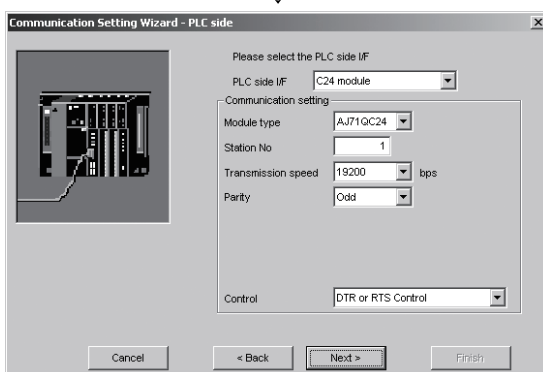 Communication Setting Wizard - PLC side
Please select the PLC side I/F
PLC side I/F C24 module
Communication setting
Module type AJ71QC24
Station No 1
Transmission speed 19200 bps
Parity Odd
Control DTR or RTS Control
Cancel < Back Next > Finish